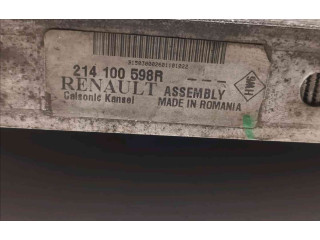 214 100 598R
- - -
RENAULT ASSEMBLY
Calsonic Kansei MADE IN ROMANIA